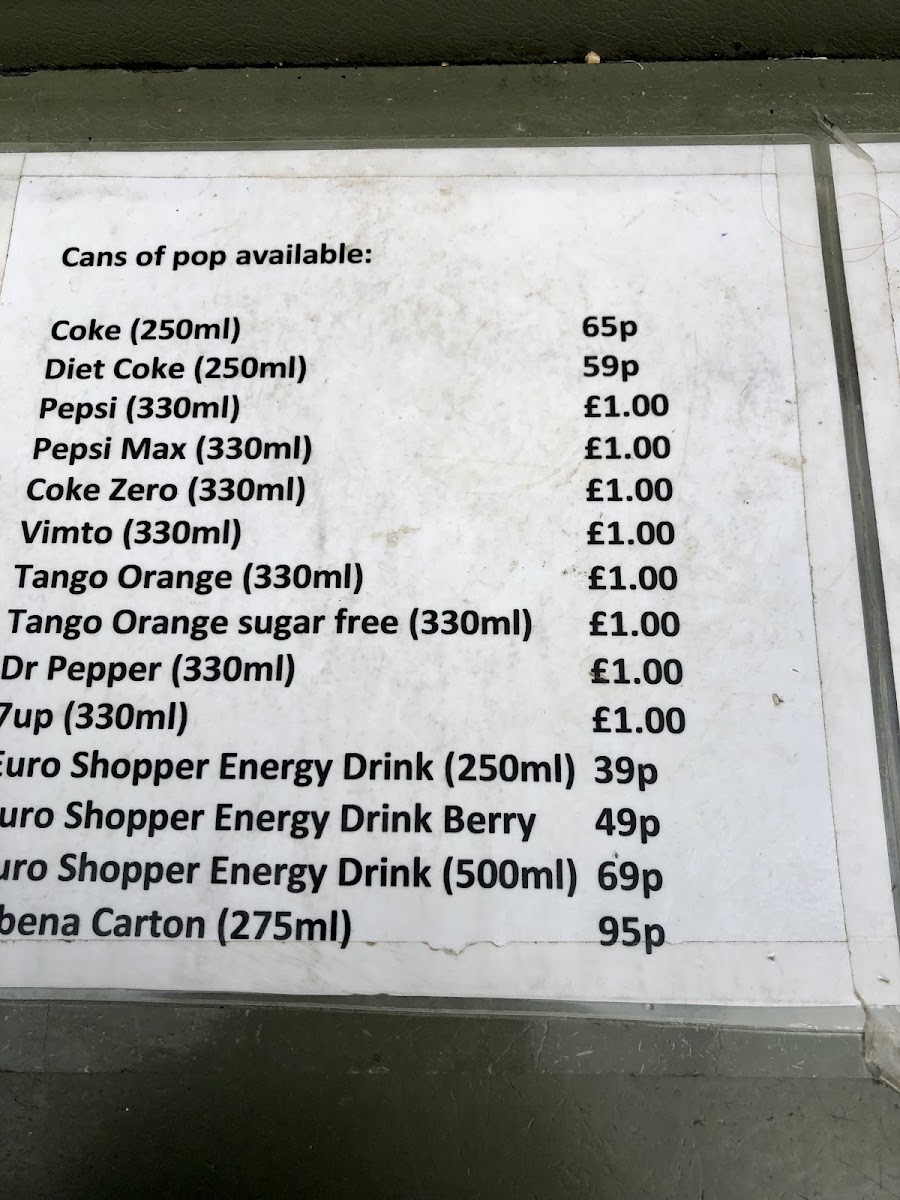 Cans of pop available:
Coke (250ml) 65p
Diet Coke (250ml) 59p
Pepsi (330ml) £1.00
Pepsi Max (330ml) £1.00
Coke Zero (330ml) £1.00
Vimto (330ml) £1.00
Tango Orange (330ml) £1.00
Tango Orange sugar free (330ml) £1.00
Dr Pepper (330ml) £1.00
7up (330ml) £1.00
Euro Shopper Energy Drink (250ml) 39p
uro Shopper Energy Drink Berry 49p
uro Shopper Energy Drink (500ml) 69p
bena Carton (275ml) 95p